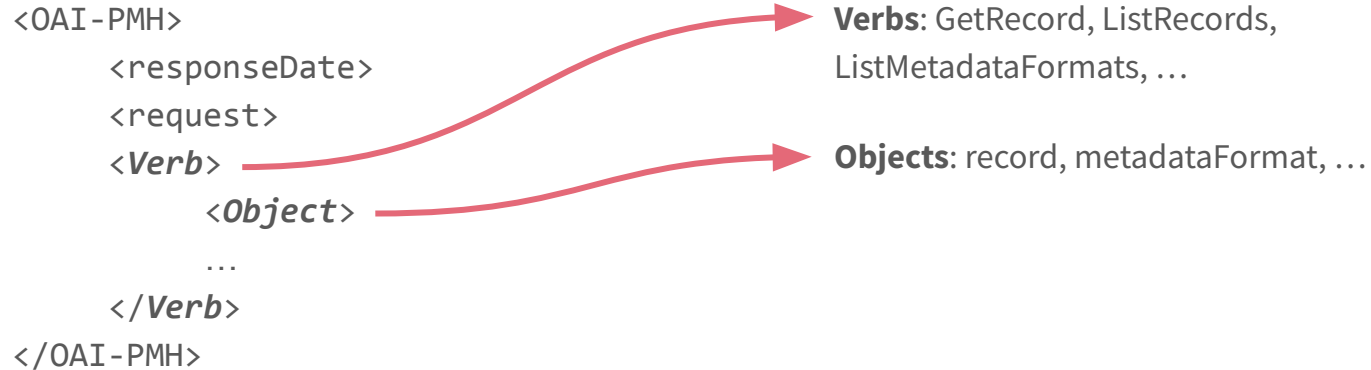 <OAI-PMH>
<responseDate>
<request>
<Verb>
<Object>
…
</Verb>
</OAI-PMH>
Verbs: GetRecord, ListRecords,
ListMetadataFormats, …
Objects: record, metadataFormat, …